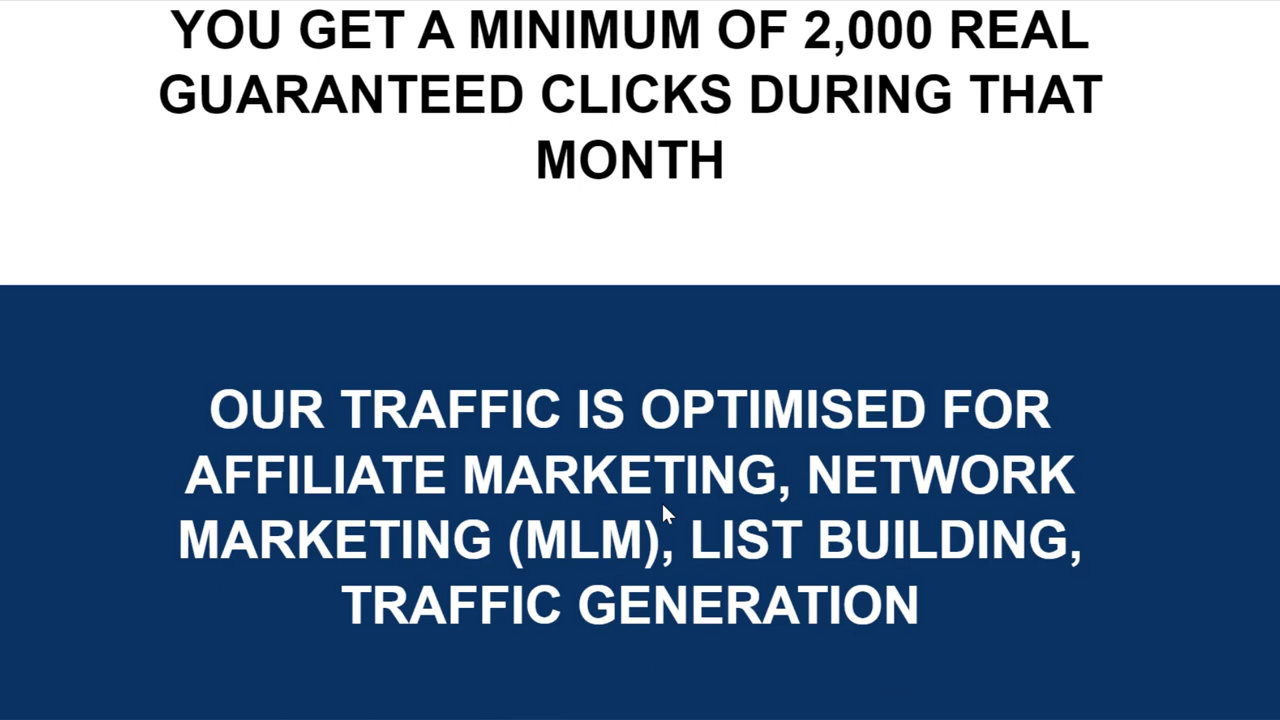 YOU GET A MINIMUM OF 2,000 REAL
GUARANTEED CLICKS DURING THAT
MONTH
OUR TRAFFIC IS OPTIMISED FOR
AFFILIATE MARKETING, NETWORK
MARKETING (MLM), LIST BUILDING,
TRAFFIC GENERATION